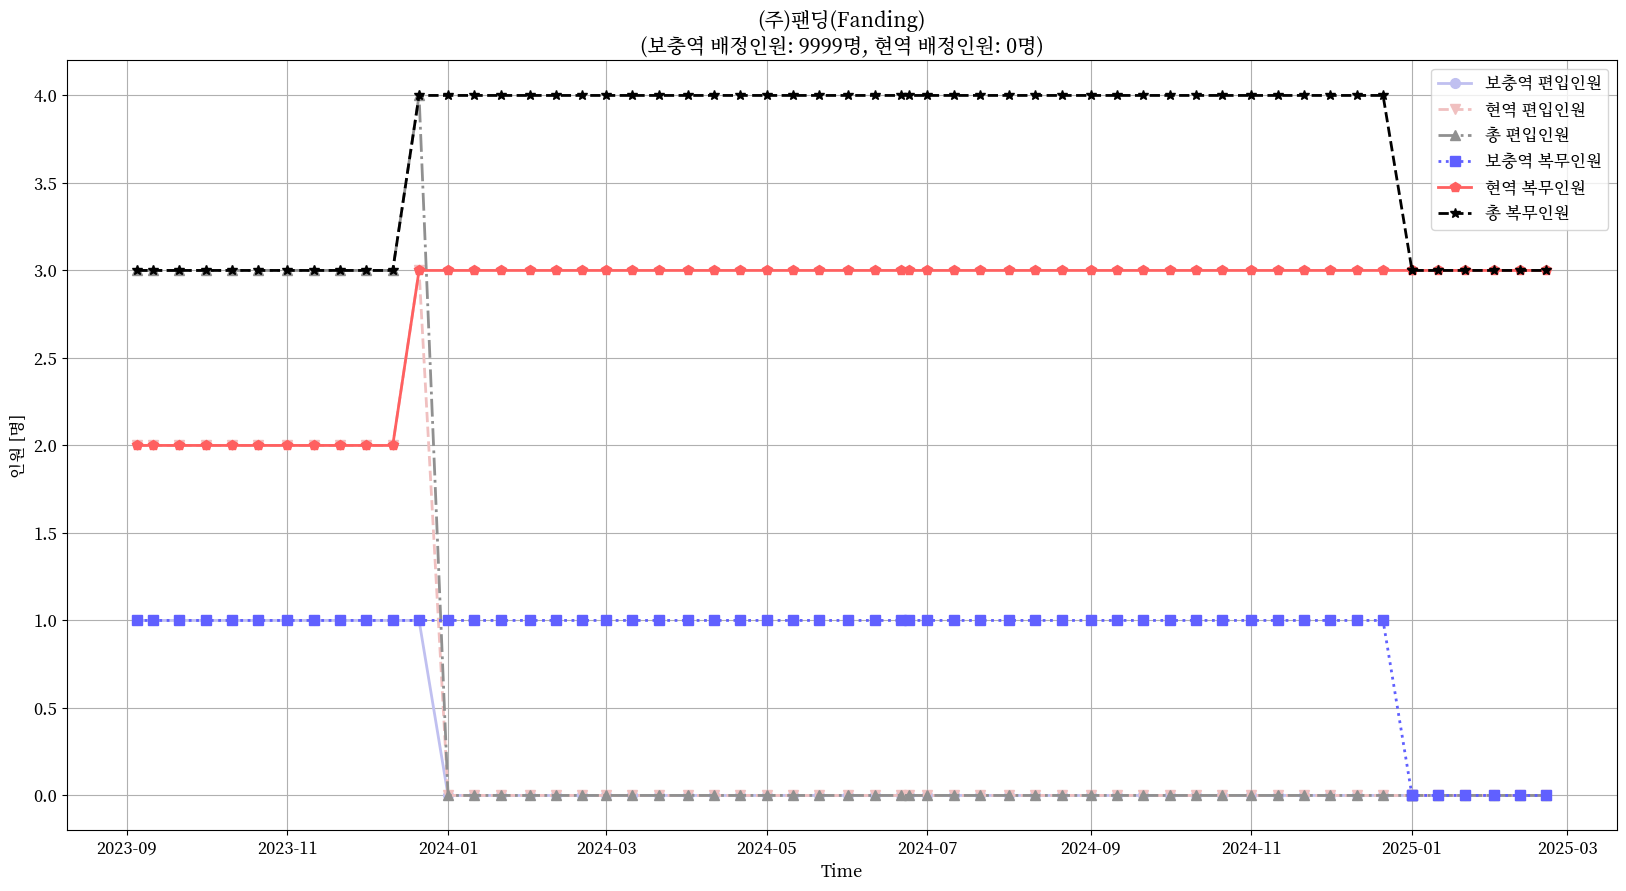 (주)팬딩(Fanding)
(보충역 배정인원: 9999명, 현역 배정인원: 0명)
보충역 편입인원
현역 편입인원
총 편입인원
보충역 복무인원
현역 복무인원
총 복무인원
4.0
3.5
3.0
2.5
2.0
1.5
1.0
0.5
0.0
인원 [명]
2023-09
2023-11
2024-01
2024-03
2024-05
2024-07
2024-09
2024-11
2025-01
2025-03
Time